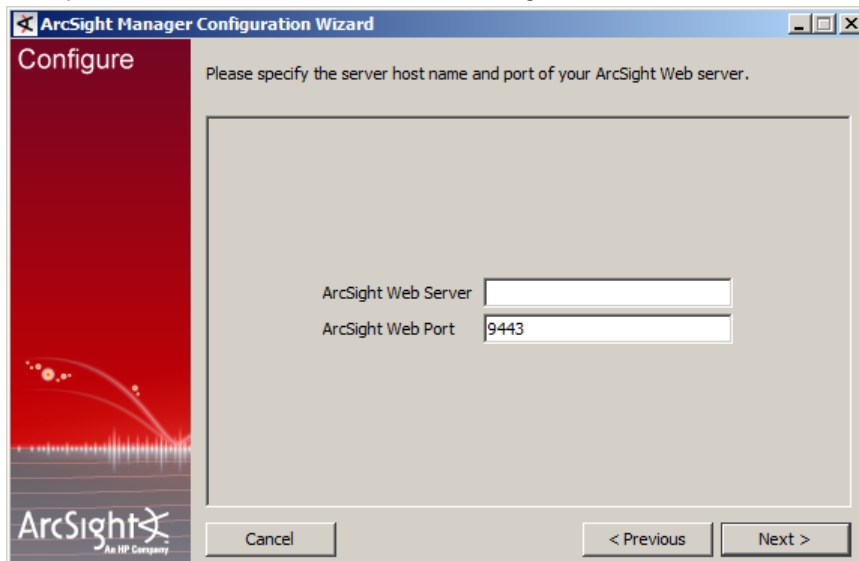 ArcSight Manager Configuration Wizard
Configure
Please specify the server host name and port of your ArcSight Web server.
ArcSight Web Server
ArcSight Web Port 9443
ArcSight
An HP Company
Cancel < Previous Next >